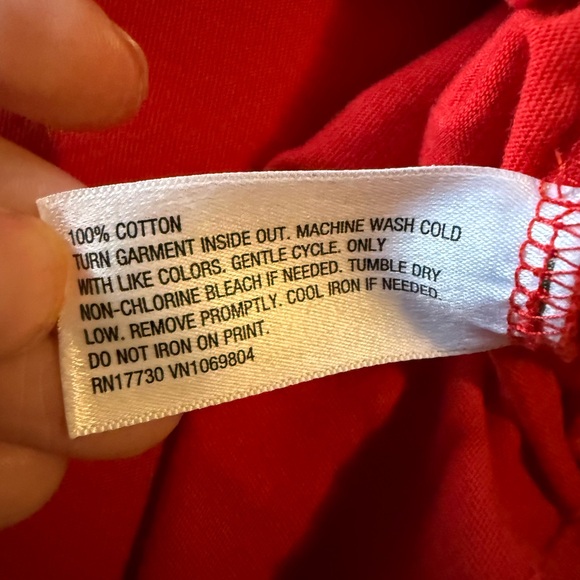 100% COTTON
TURN GARMENT INSIDE OUT. MACHINE WASH COLD
WITH LIKE COLORS. GENTLE CYCLE. ONLY
NON-CHLORINE BLEACH IF NEEDED. TUMBLE DRY
LOW. REMOVE PROMPTLY. COOL IRON IF NEEDED.
DO NOT IRON ON PRINT.
RN17730 VN1069804